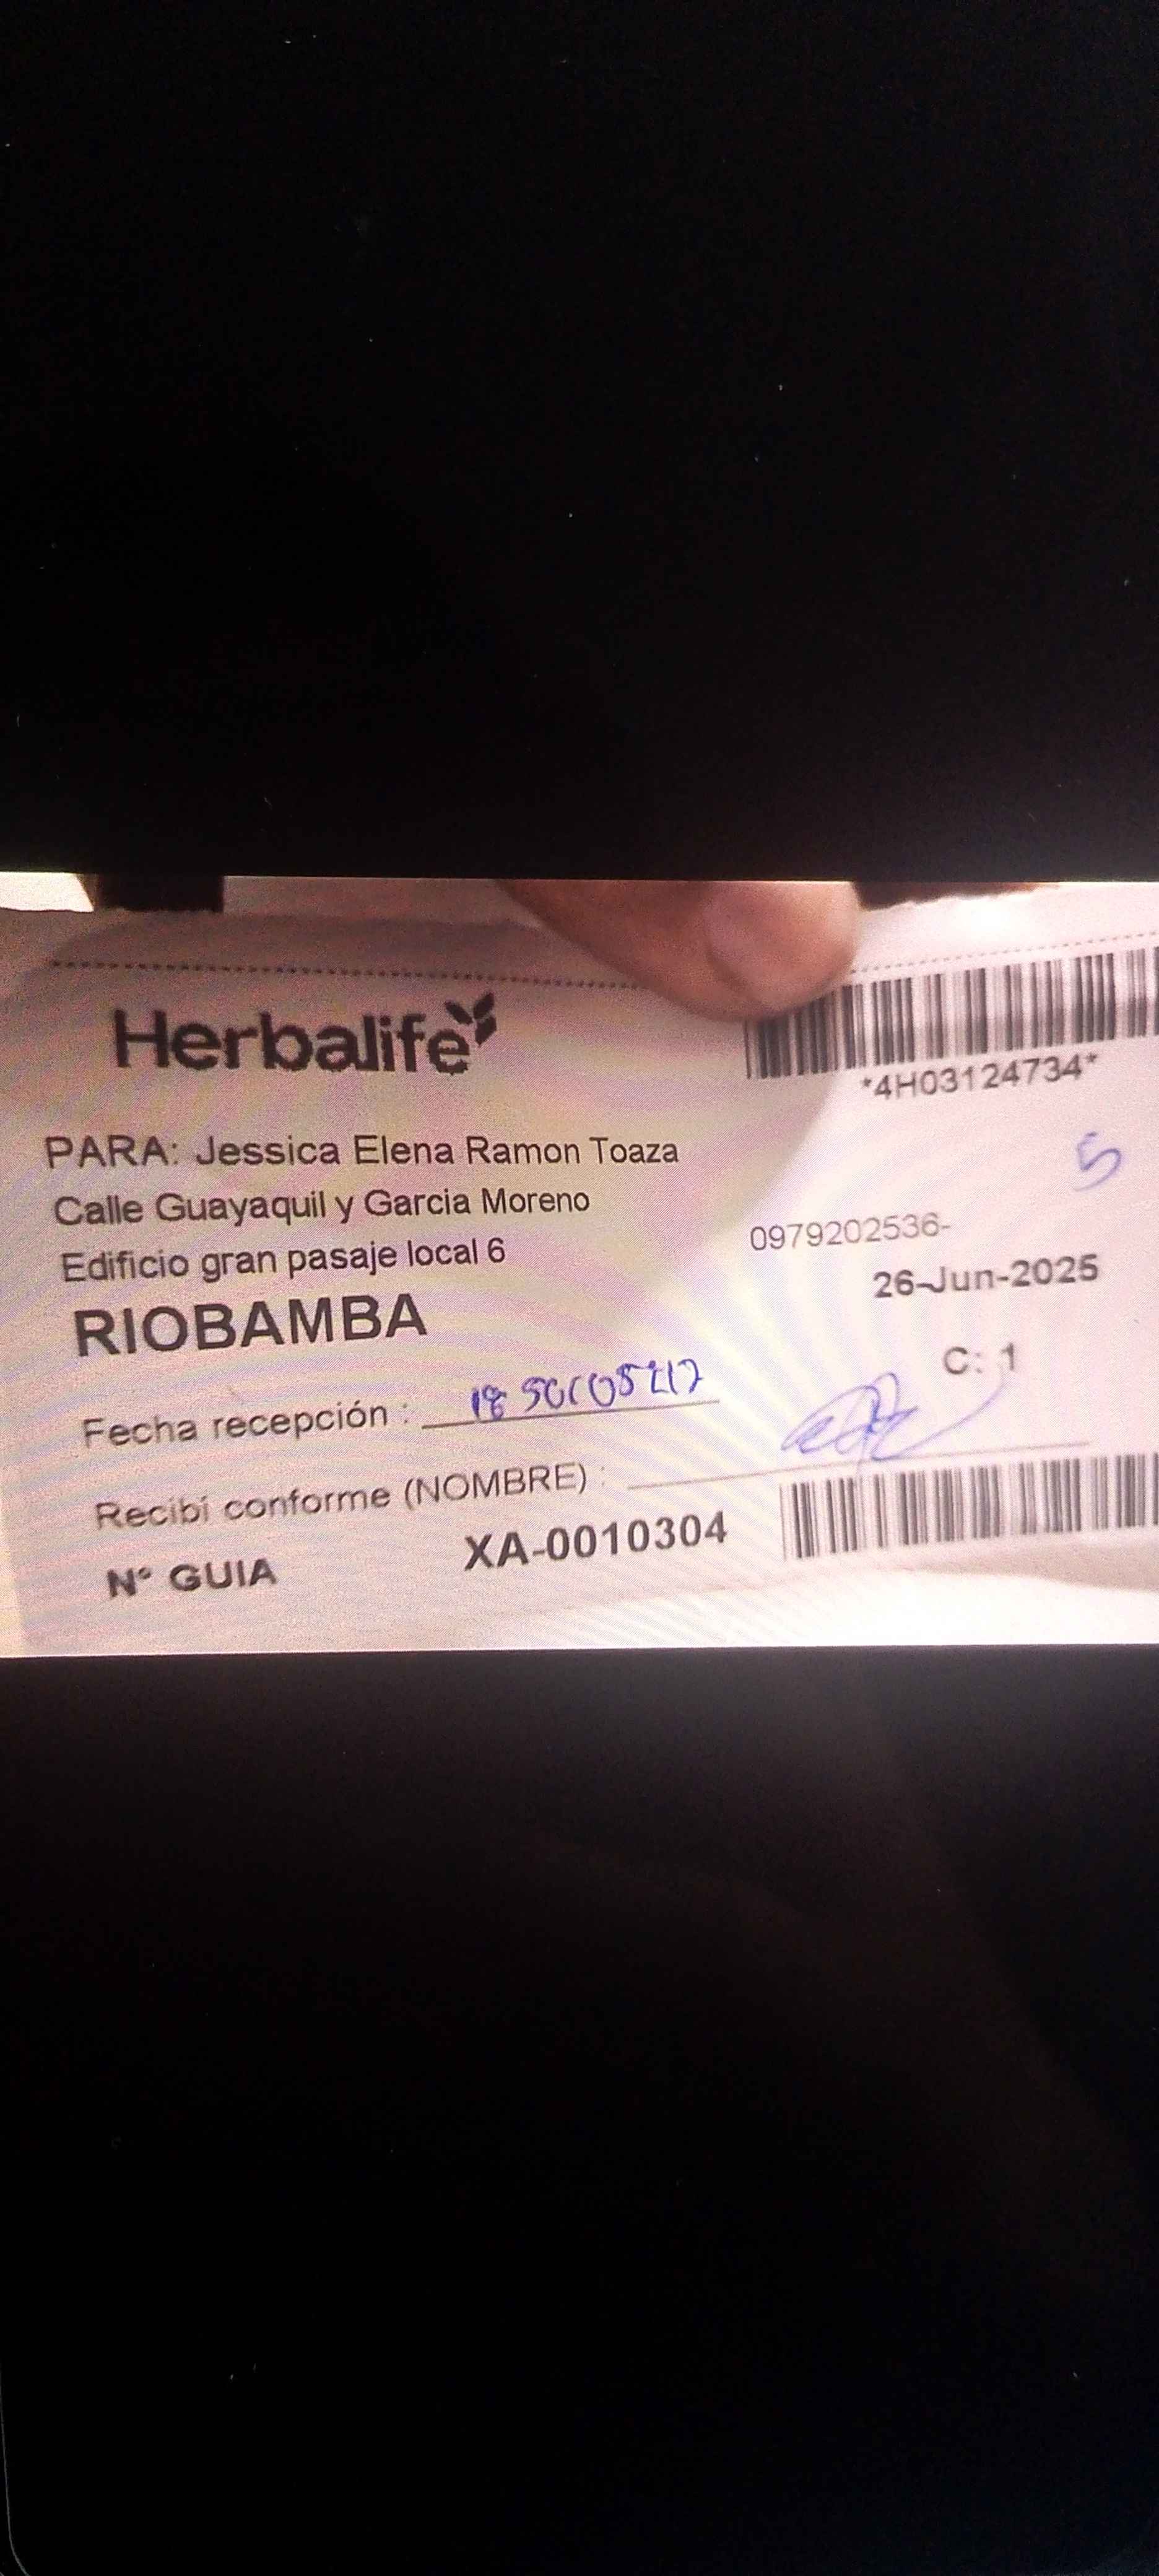 Herbalife
*4H03124734*
5
PARA: Jessica Elena Ramon Toaza
Calle Guayaquil y Garcia Moreno
0979202536-
Edificio gran pasaje local 6
26-Jun-2025
RIOBAMBA
C: 1
Fecha recepción :
Recibí conforme (NOMBRE) :
N° GUIA XA-0010304